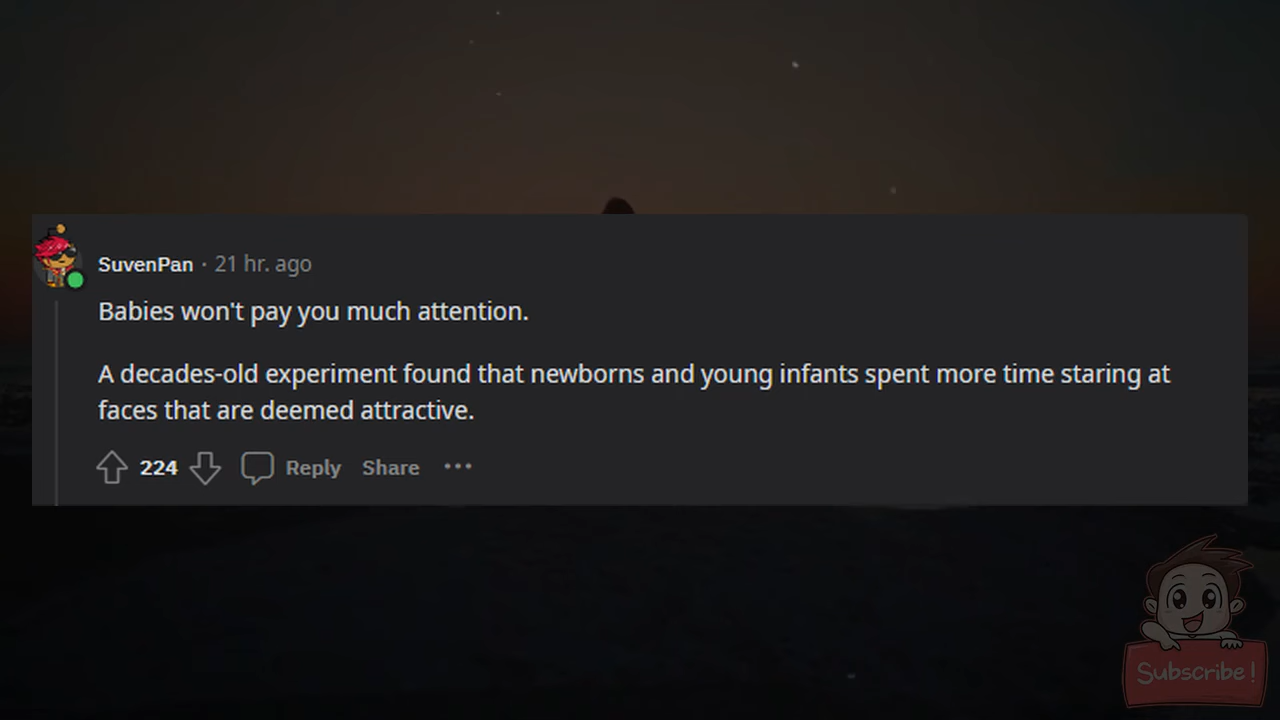 SuvenPan · 21 hr. ago
Babies won't pay you much attention.
A decades-old experiment found that newborns and young infants spent more time staring at
faces that are deemed attractive.
224 Reply Share ···
Subscribe!